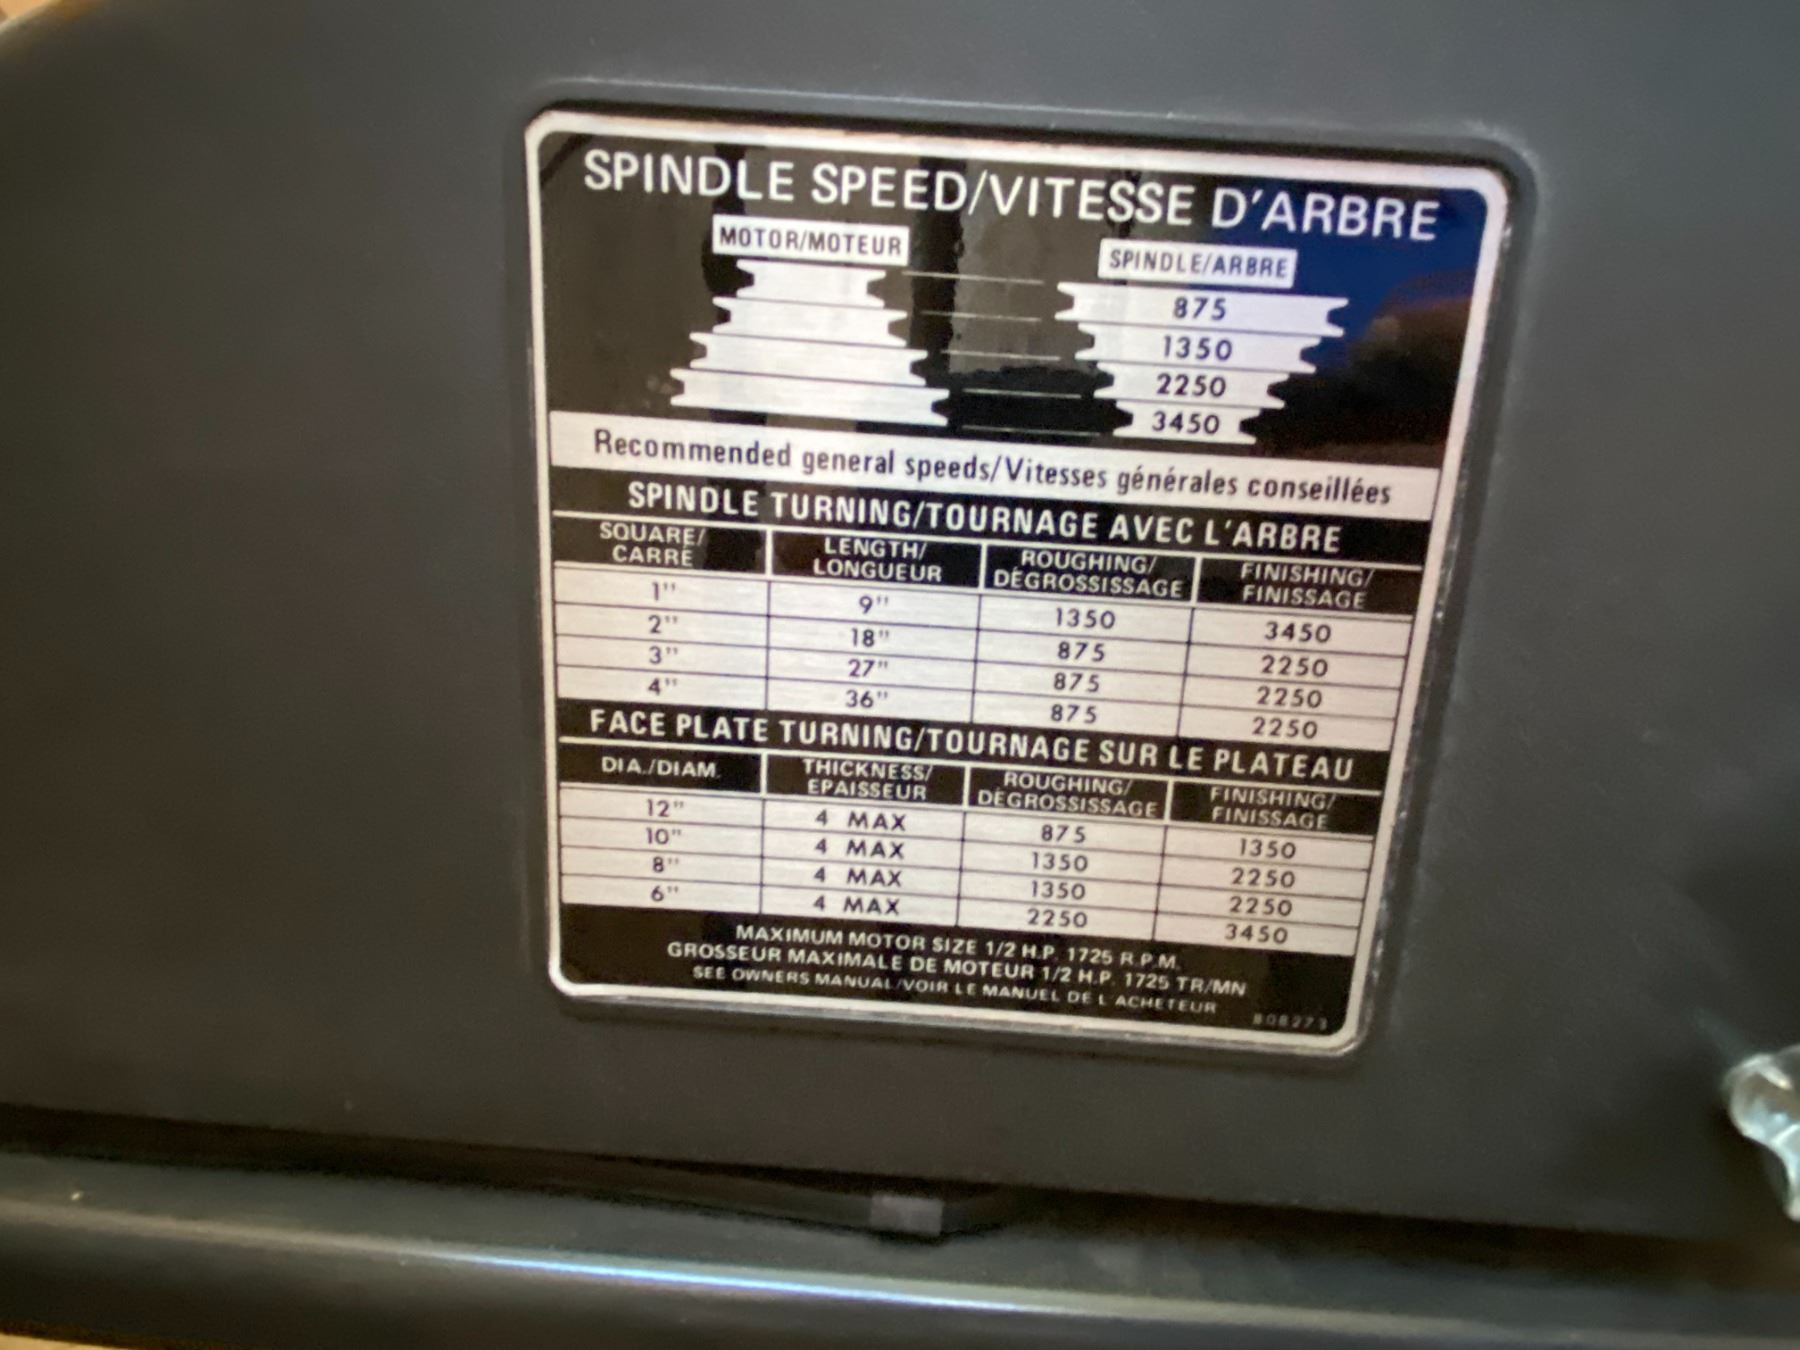 SPINDLE SPEED/VITESSE D'ARBRE
MOTOR/MOTEUR SPINDLE/ARBRE
875
1350
2250
3450
Recommended general speeds/Vitesses générales conseillées
SPINDLE TURNING/TOURNAGE AVEC L'ARBRE
SQUARE/ LENGTH/ ROUGHING/ FINISHING/
CARRÉ LONGUEUR DÉGROSSISSAGE FINISSAGE
1" 9" 1350 3450
2" 18" 875 2250
3" 27" 875 2250
4" 36" 875 2250
FACE PLATE TURNING/TOURNAGE SUR LE PLATEAU
DIA./DIAM. THICKNESS/ ROUGHING/ FINISHING/
EPAISSEUR DÉGROSSISSAGE FINISSAGE
12" 4 MAX 875 1350
10" 4 MAX 1350 2250
8" 4 MAX 1350 2250
6" 4 MAX 2250 3450
MAXIMUM MOTOR SIZE 1/2 H.P. 1725 R.P.M.
GROSSEUR MAXIMALE DE MOTEUR 1/2 H.P. 1725 TR/MN
SEE OWNERS MANUAL/VOIR LE MANUEL DE L'ACHETEUR